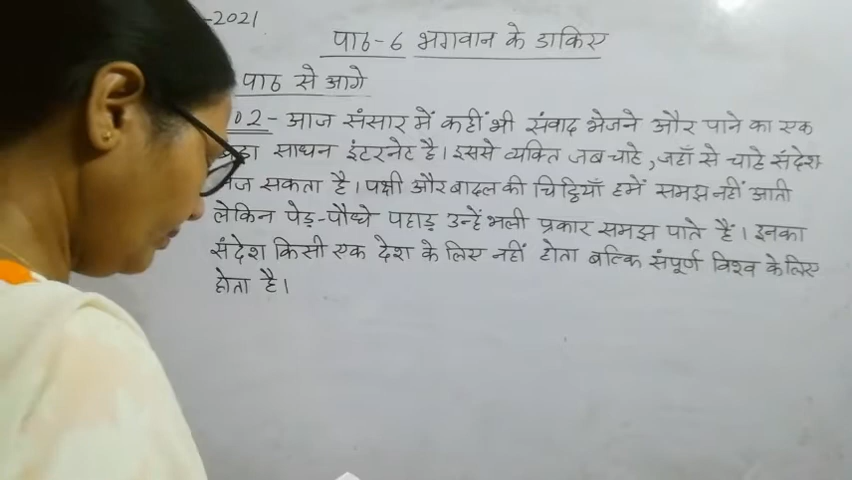 -2021
पाठ-6 भगवान के डाकिए
पाठ से आगे
02- आज संसार में कहीं भी संवाद भेजने और पाने का एक
साधन इंटरनेट है। इससे व्यक्ति जब चाहे, जहाँ से चाहे संदेश
सकता है। पक्षी और बादल की चिट्ठियाँ हमें समझ नहीं आती
लेकिन पेड़-पौध्धे पहाड़ उन्हें भली प्रकार समझ पाते हैं। इनका
संदेश किसी एक देश के लिए नहीं होता बल्कि संपूर्ण विश्व के लिए
होता है।